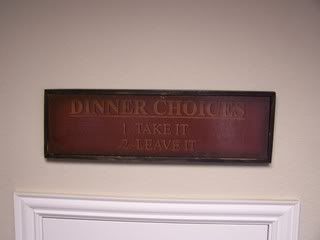 DINNER CHOICES
1. TAKE IT
2. LEAVE IT